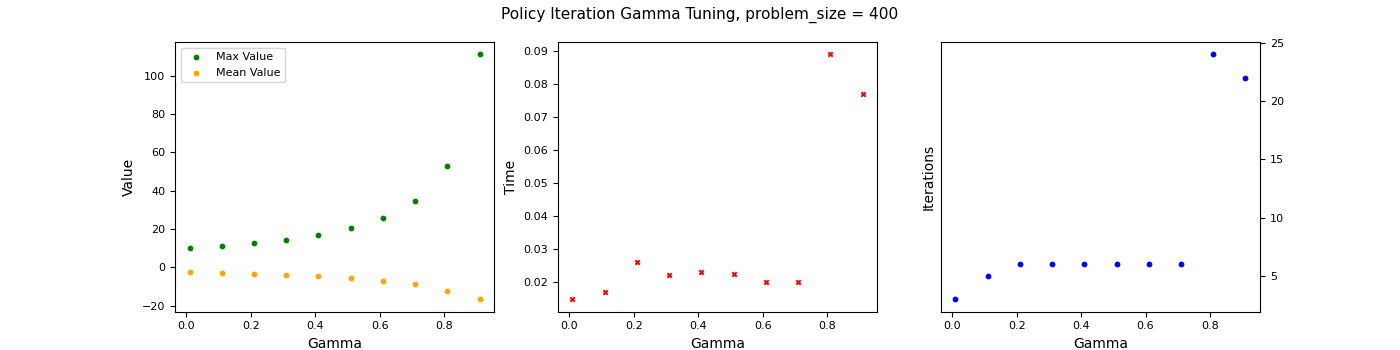 Policy Iteration Gamma Tuning, problem_size = 400
Max Value
Mean Value
Value
100
80
60
40
20
0
−20
0.0 0.2 0.4 0.6 0.8
Gamma
Time
0.09
0.08
0.07
0.06
0.05
0.04
0.03
0.02
0.0 0.2 0.4 0.6 0.8
Gamma
Iterations
25
20
15
10
5
0.0 0.2 0.4 0.6 0.8
Gamma